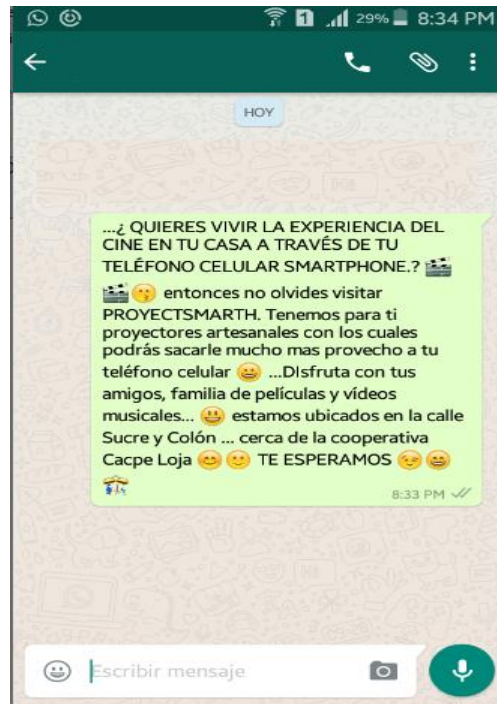 29% 8:34 PM
HOY
...¿ QUIERES VIVIR LA EXPERIENCIA DEL
CINE EN TU CASA A TRAVÉS DE TU
TELÉFONO CELULAR SMARTPHONE.? 🎬
🎬😗 entonces no olvides visitar
PROYECTSMARTH. Tenemos para ti
proyectores artesanales con los cuales
podrás sacarle mucho mas provecho a tu
teléfono celular 😀 ...DIsfruta con tus
amigos, familia de películas y vídeos
musicales... 😃 estamos ubicados en la calle
Sucre y Colón ... cerca de la cooperativa
Cacpe Loja 😊🙂 TE ESPERAMOS 😉😄
8:33 PM
Escribir mensaje